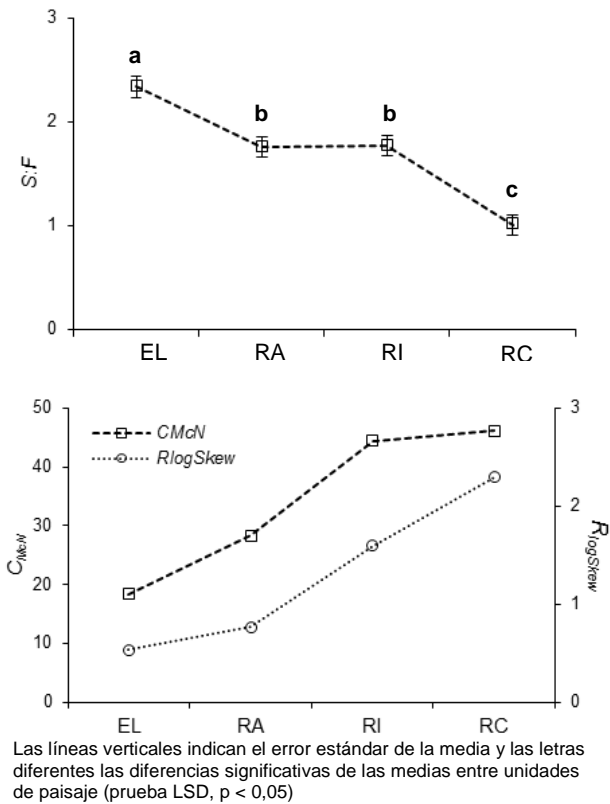 3
a
b
b
2
S:F
c
1
0
EL
RA
RI
RC
50
3
CMcN
RlogSkew
40
2
30
C_McN
R_logSkew
20
1
10
0
0
EL
RA
RI
RC
Las líneas verticales indican el error estándar de la media y las letras
diferentes las diferencias significativas de las medias entre unidades
de paisaje (prueba LSD, p < 0,05)